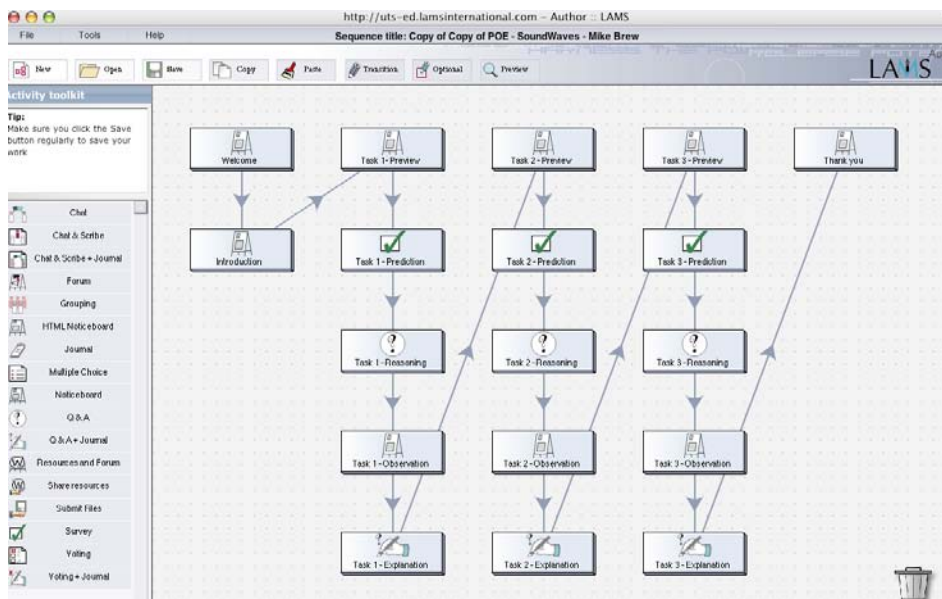 http://uts-ed.lamsinternational.com – Author :: LAMS
File Tools Help Sequence title: Copy of Copy of POE - SoundWaves - Mike Brew
New Open Save Copy Paste Transition Optional Preview LAMS
Activity toolkit
Tip:
Make sure you click the Save
button regularly to save your
work
Chat
Chat & Scribe
Chat & Scribe + Journal
Forum
Grouping
HTML Noticeboard
Journal
Multiple Choice
Noticeboard
Q & A
Q & A + Journal
Resources and Forum
Share resources
Submit Files
Survey
Voting
Voting + Journal
Welcome
Introduction
Task 1- Preview
Task 1 - Prediction
Task 1 - Reasoning
Task 1 - Observation
Task 1 - Explanation
Task 2 - Preview
Task 2 - Prediction
Task 2 - Reasoning
Task 2 - Observation
Task 2 - Explanation
Task 3 - Preview
Task 3 - Prediction
Task 3 - Reasoning
Task 3 - Observation
Task 3 - Explanation
Thank you